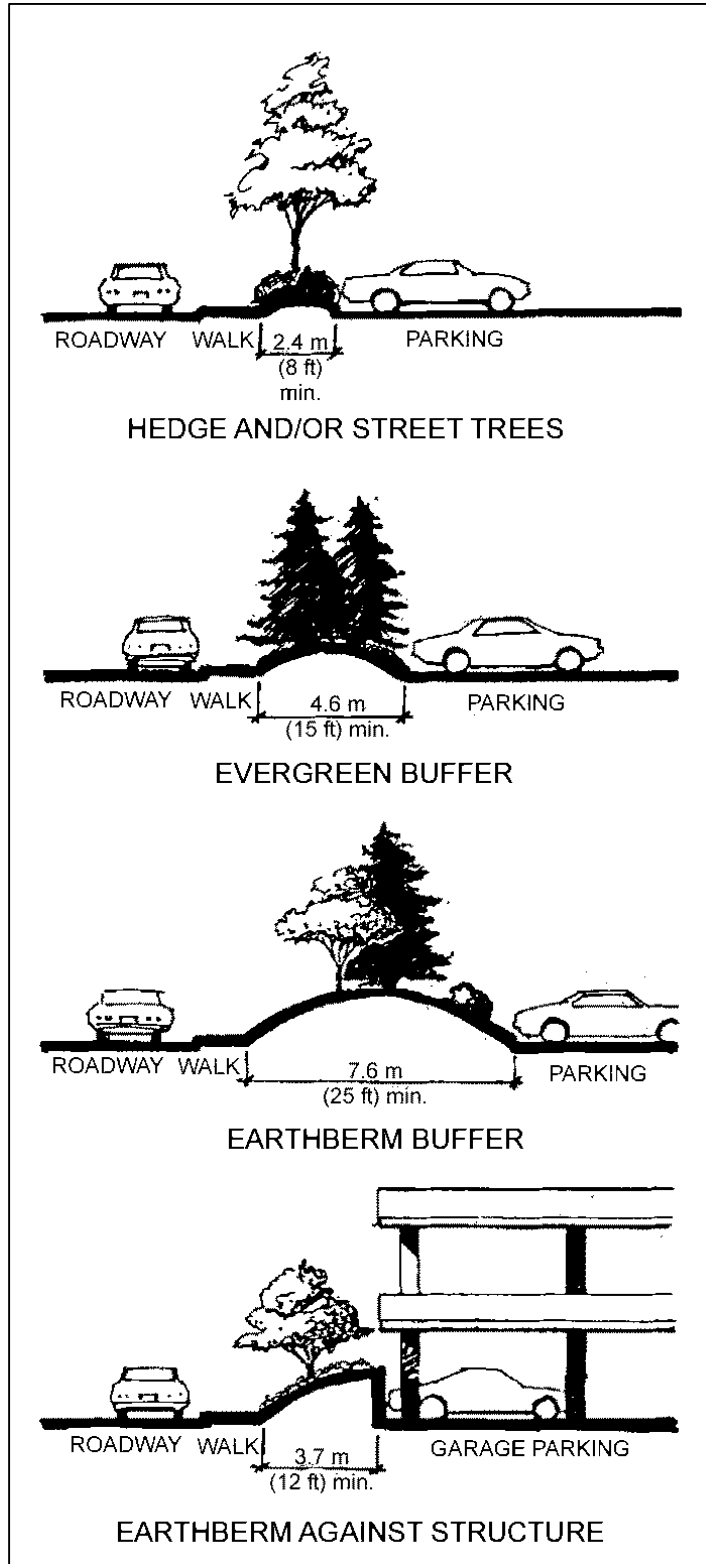 ROADWAY WALK 2.4 m PARKING
(8 ft)
min.
HEDGE AND/OR STREET TREES
ROADWAY WALK 4.6 m PARKING
(15 ft) min.
EVERGREEN BUFFER
ROADWAY WALK 7.6 m PARKING
(25 ft) min.
EARTHBERM BUFFER
ROADWAY WALK 3.7 m GARAGE PARKING
(12 ft) min.
EARTHBERM AGAINST STRUCTURE